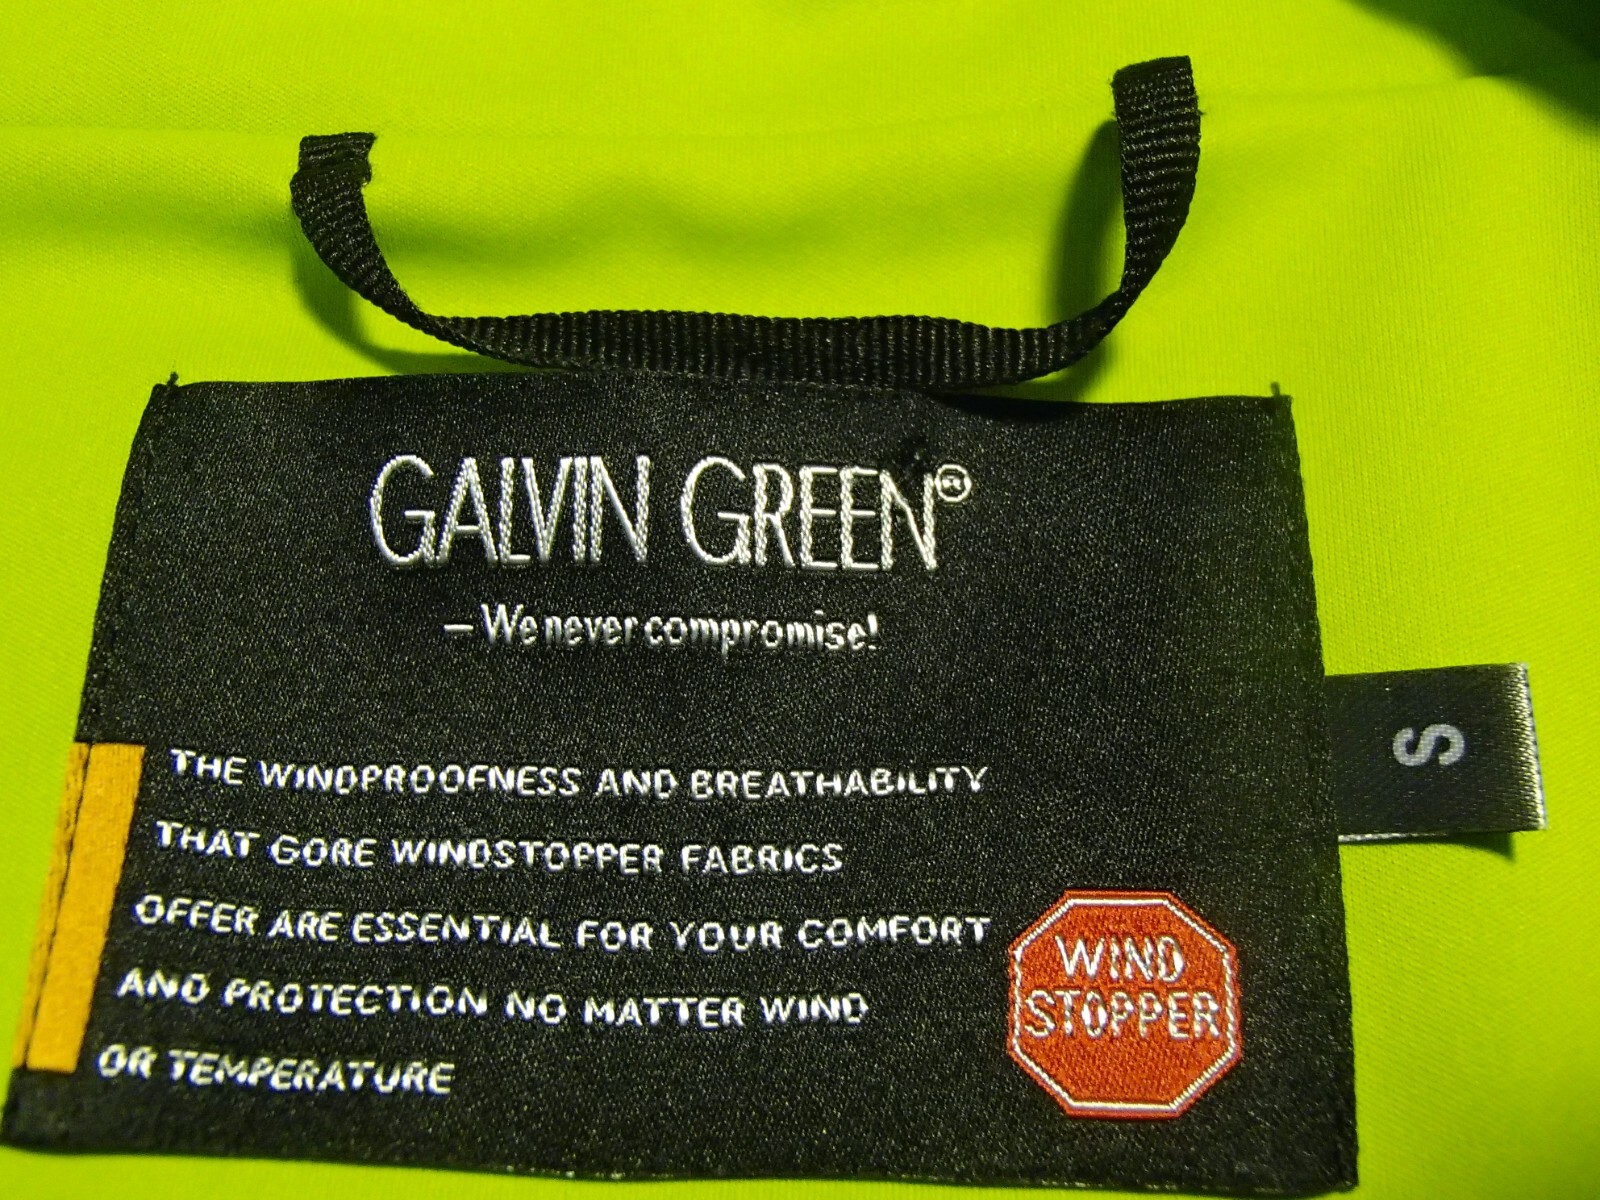 GALVIN GREEN®
– We never compromise!
THE WINDPROOFNESS AND BREATHABILITY
THAT GORE WINDSTOPPER FABRICS
OFFER ARE ESSENTIAL FOR YOUR COMFORT
AND PROTECTION NO MATTER WIND
OR TEMPERATURE
WIND
STOPPER
S